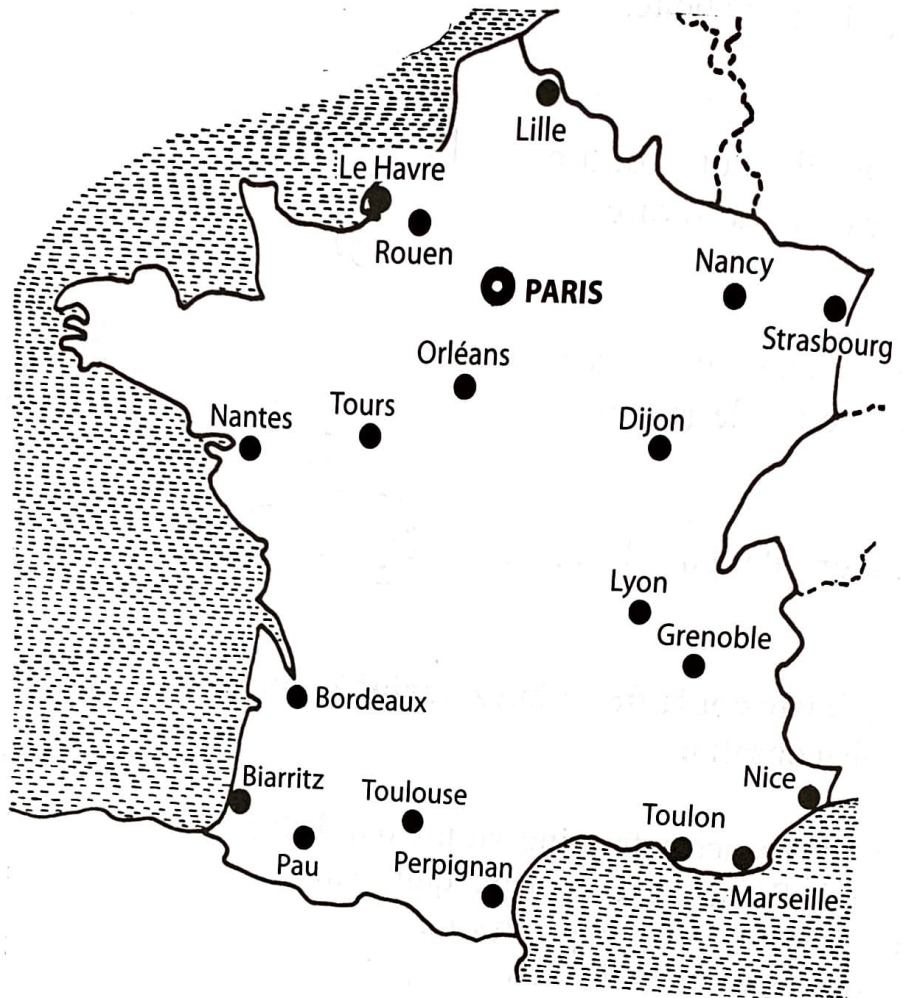 Lille
Le Havre
Rouen
Nancy
PARIS
Strasbourg
Orléans
Nantes
Tours
Dijon
Lyon
Grenoble
Bordeaux
Biarritz
Toulouse
Nice
Toulon
Pau
Perpignan
Marseille